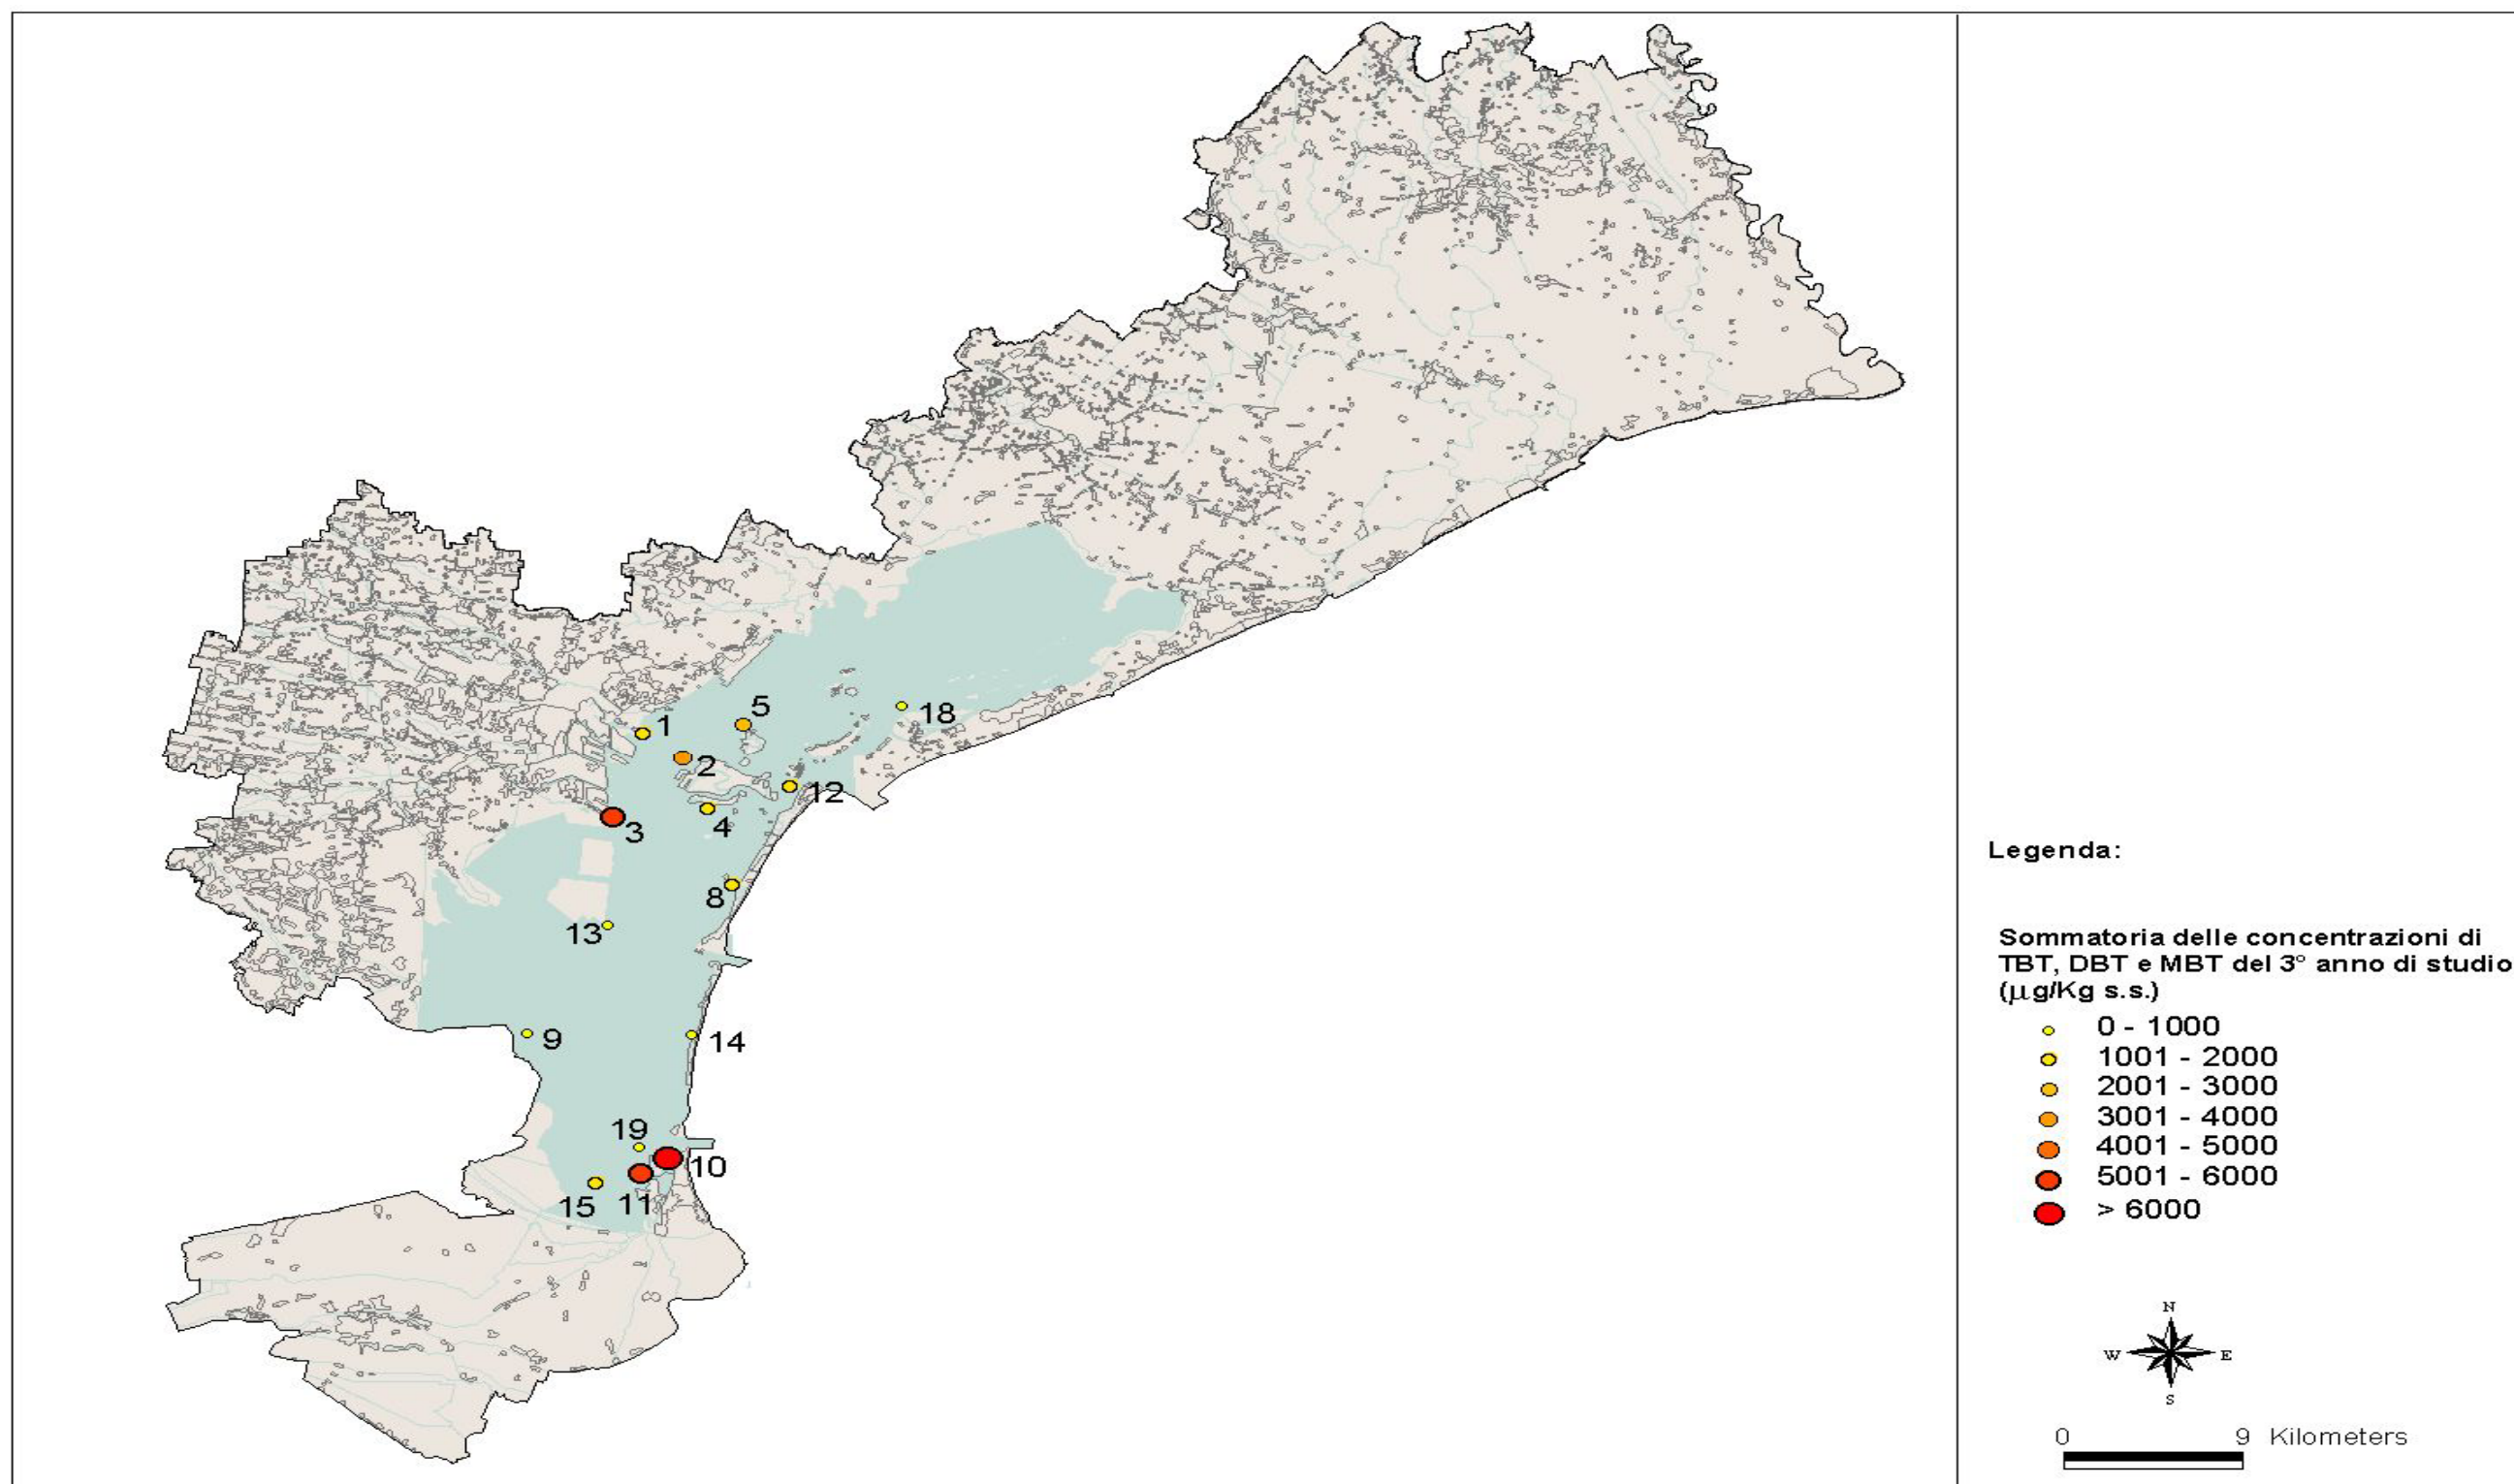 1
5
18
2
12
4
3
8
13
9
14
19
10
15
11
Legenda:
Sommatoria delle concentrazioni di
TBT, DBT e MBT del 3° anno di studio
(µg/Kg s.s.)
0 - 1000
1001 - 2000
2001 - 3000
3001 - 4000
4001 - 5000
5001 - 6000
> 6000
N
W E
S
0 9 Kilometers